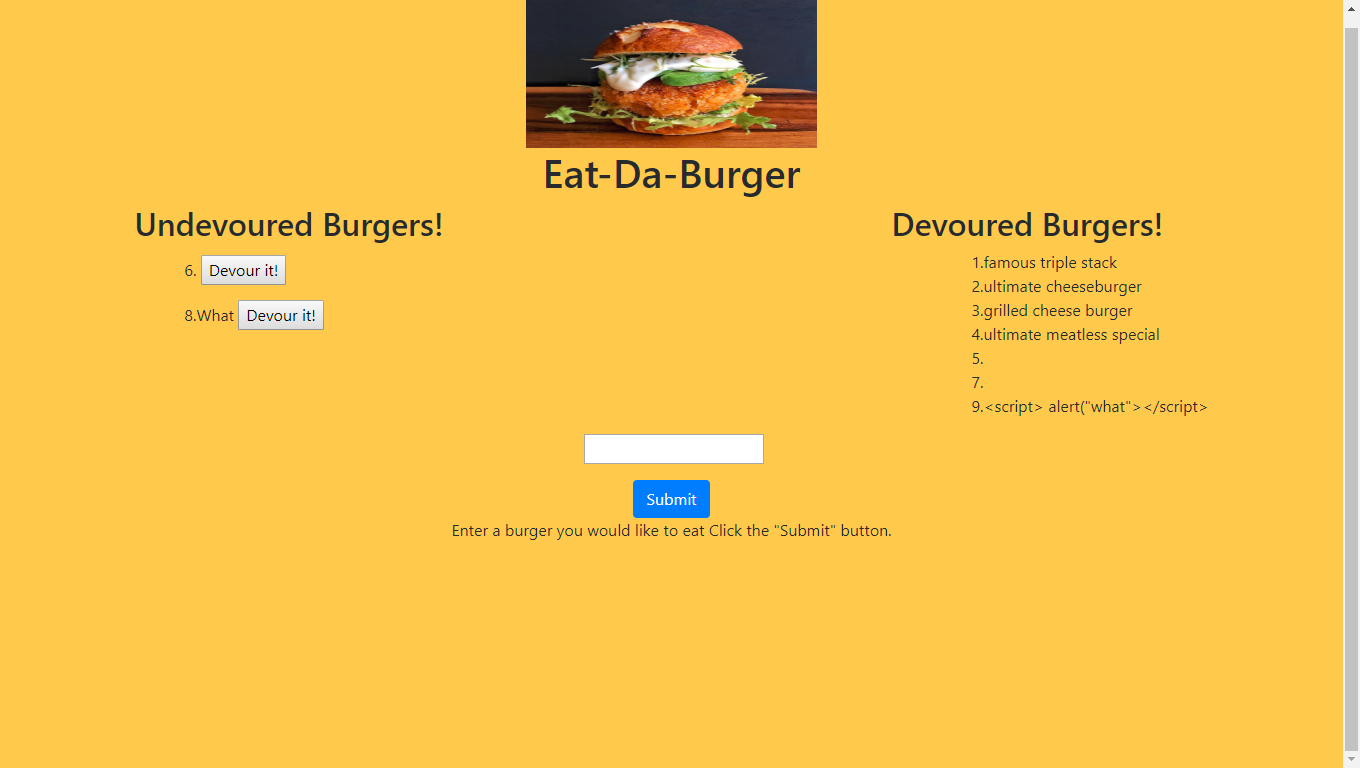 Eat-Da-Burger
Undevoured Burgers!
6. Devour it!
8.What Devour it!
Devoured Burgers!
1.famous triple stack
2.ultimate cheeseburger
3.grilled cheese burger
4.ultimate meatless special
5.
7.
9.<script> alert("what"></script>
Submit
Enter a burger you would like to eat Click the "Submit" button.